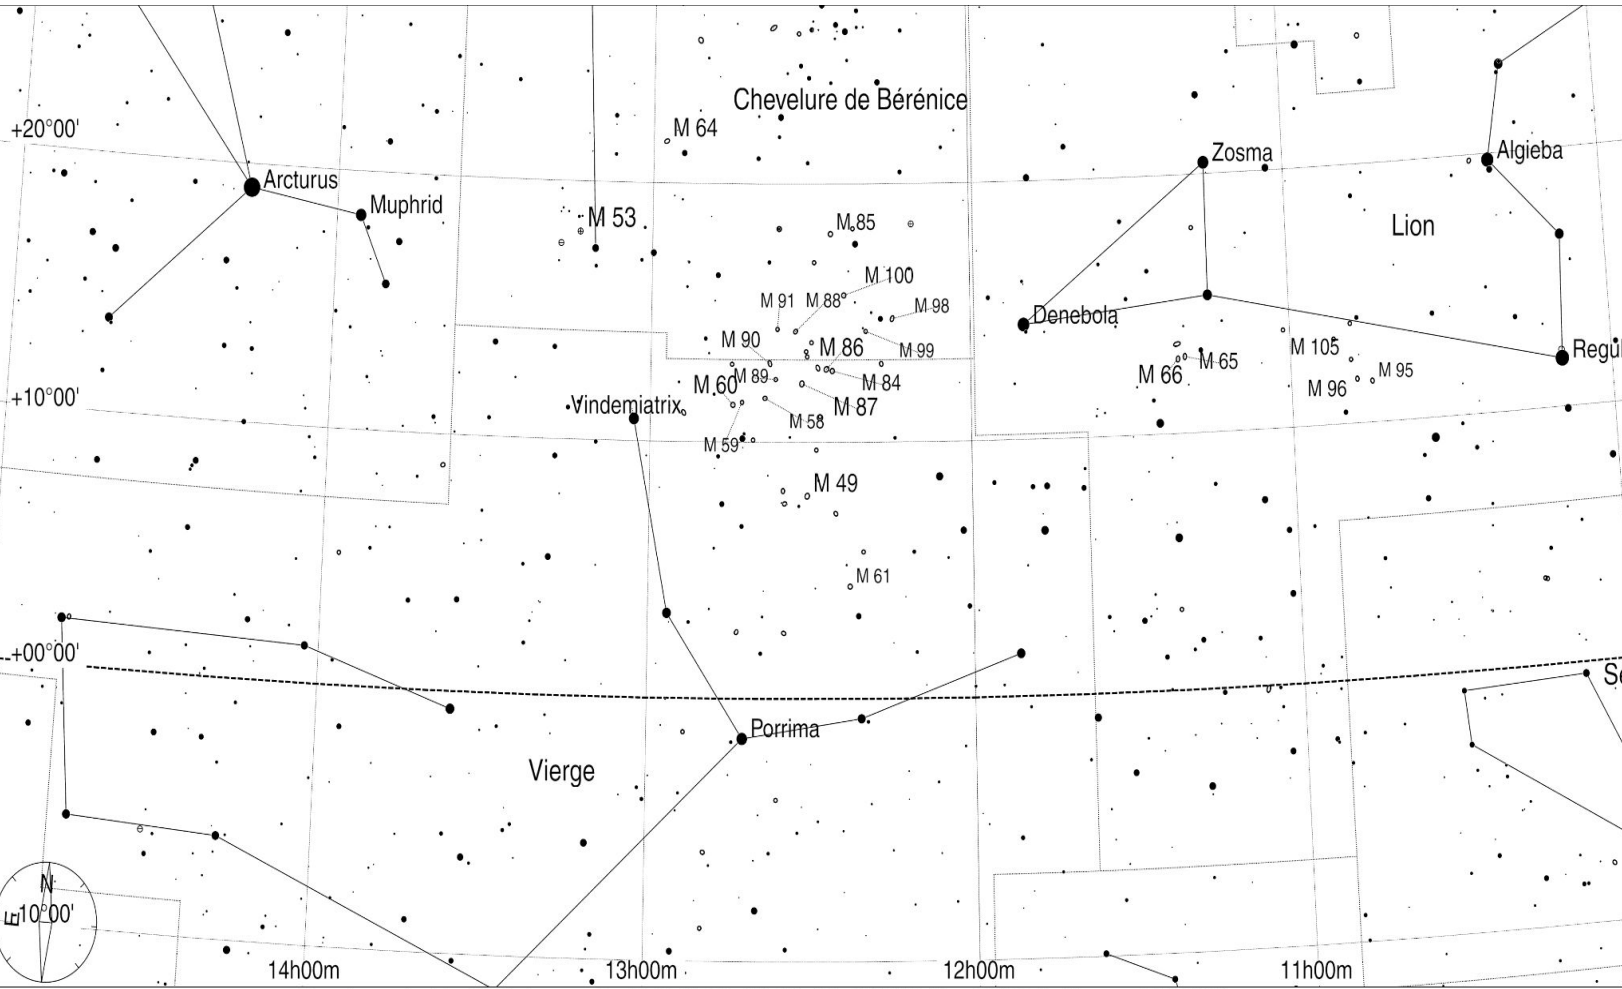 Chevelure de Bérénice
+20°00'
M 64
Zosma
Algieba
Arcturus
Muphrid
M 53
M 85
Lion
M 100
M 91
M 88
M 98
Denebola
M 90
M 86
M 99
M 105
M 65
M 66
M 60
M 89
M 84
M 96
M 95
+10°00'
Vindemiatrix
M 87
M 58
M 59
M 49
M 61
+00°00'
Porrima
Vierge
N
E
10°00'
14h00m
13h00m
12h00m
11h00m